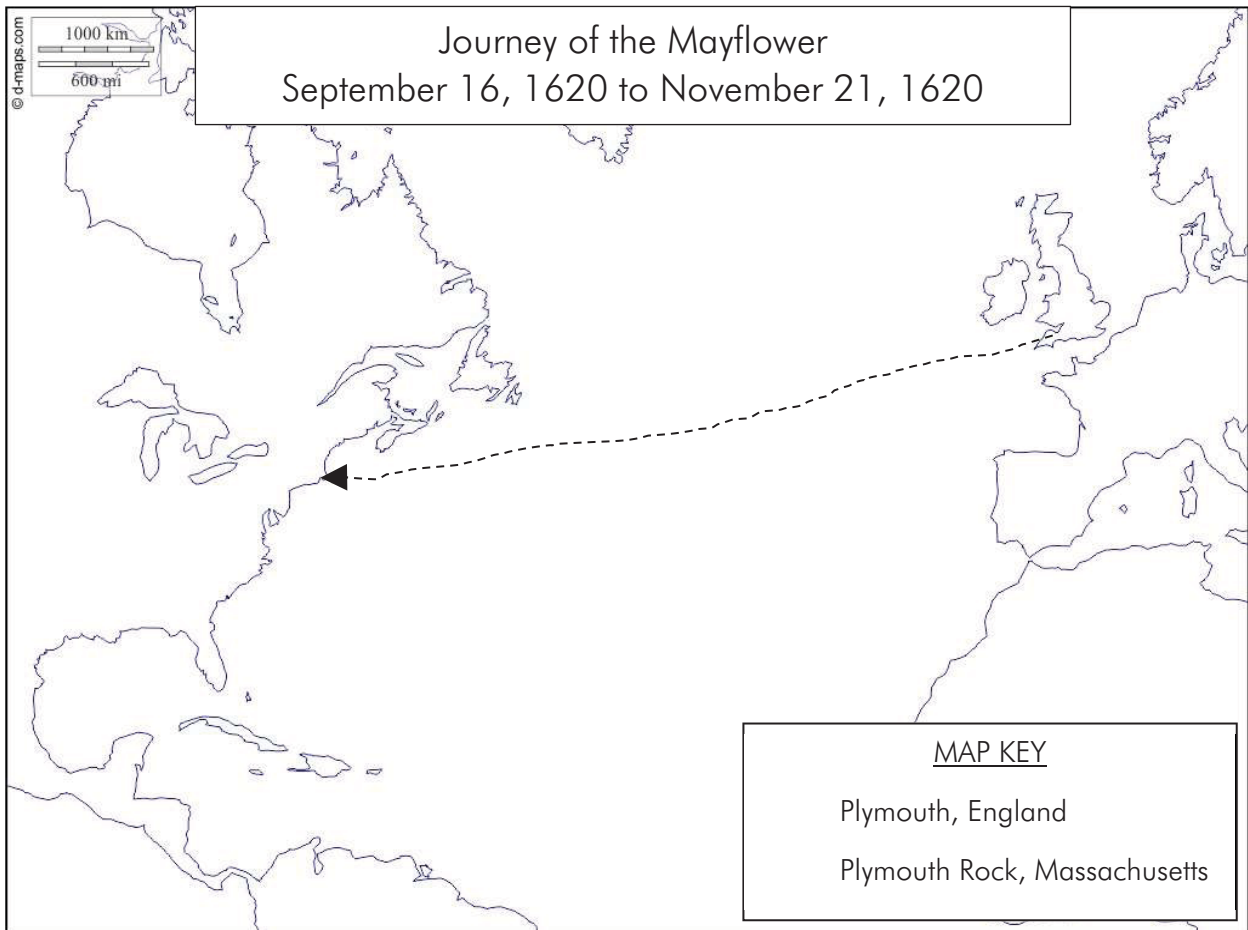 © d-maps.com
1000 km
600 mi
Journey of the Mayflower
September 16, 1620 to November 21, 1620
MAP KEY
Plymouth, England
Plymouth Rock, Massachusetts